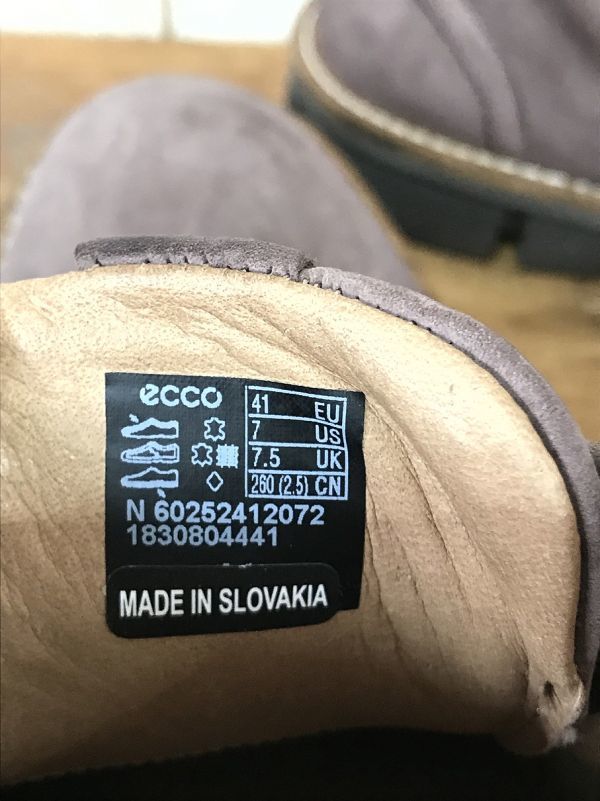 ecco
41 EU
7 US
7.5 UK
260 (2.5) CN
N 60252412072
1830804441
MADE IN SLOVAKIA